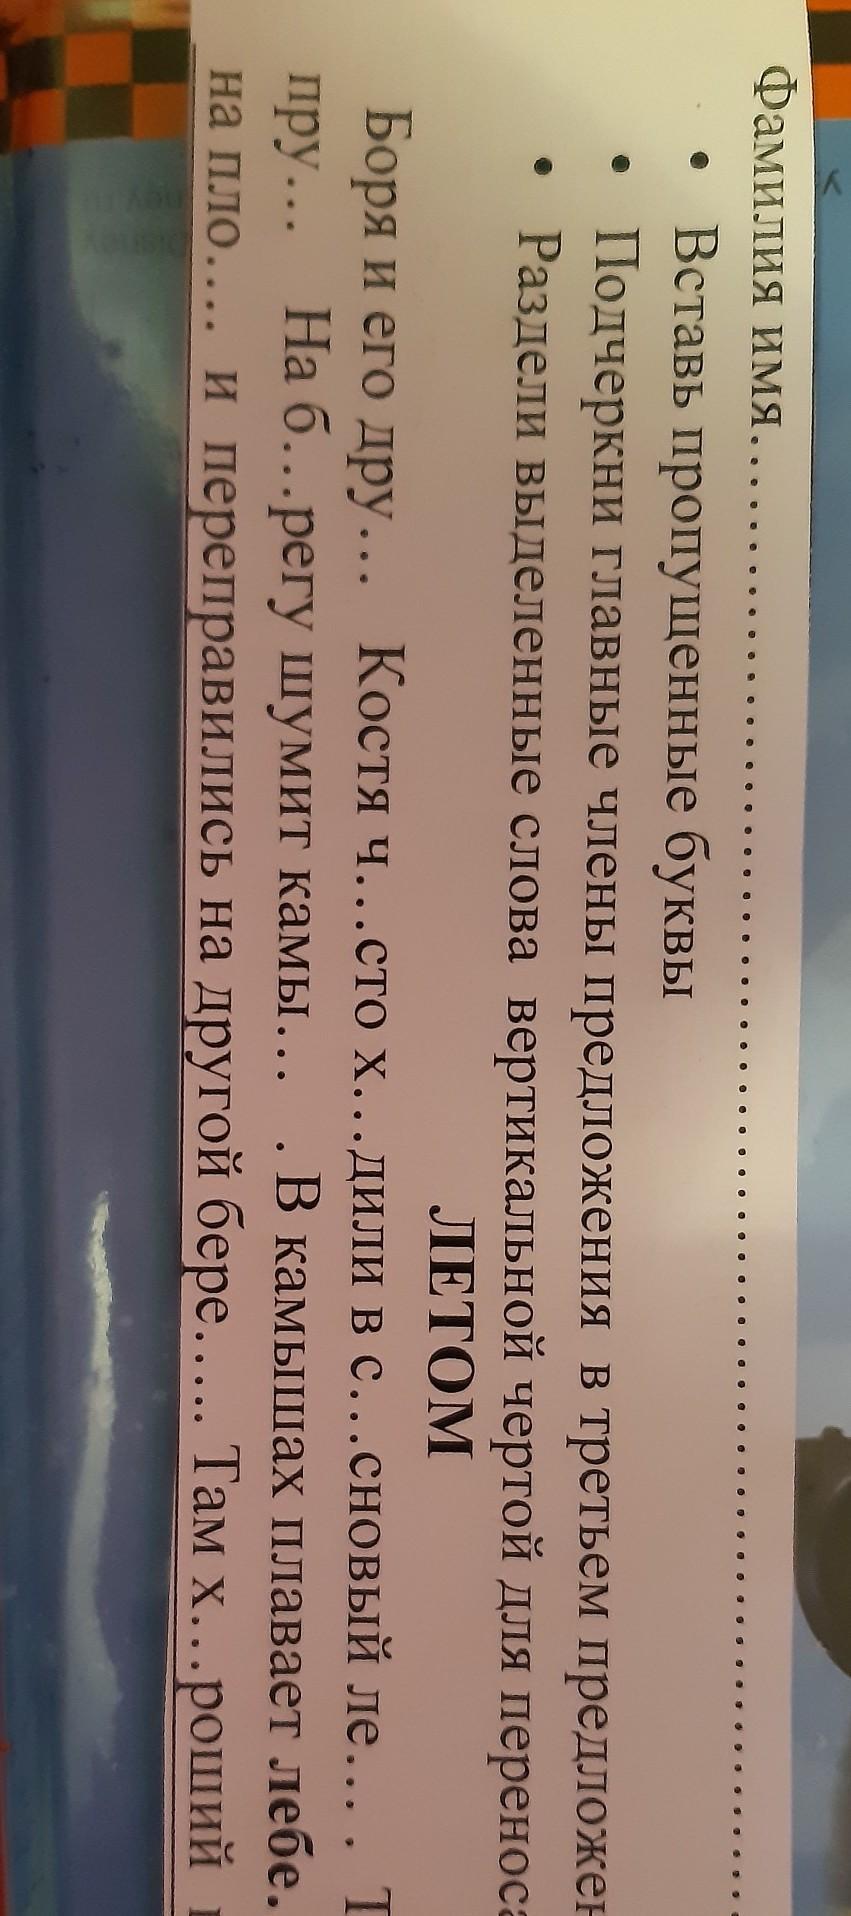 Фамилия имя...............................................................................
• Вставь пропущенные буквы
• Подчеркни главные члены предложения в третьем
• Раздели выделенные слова вертикальной чертой для
ЛЕТОМ
Боря и его дру... Костя ч...сто х...дили в с...сновый ле... .
пру... На б...регу шумит камы... . В камышах плавает лебе.
на пло.... и переправились на другой бере..... Там х...роший